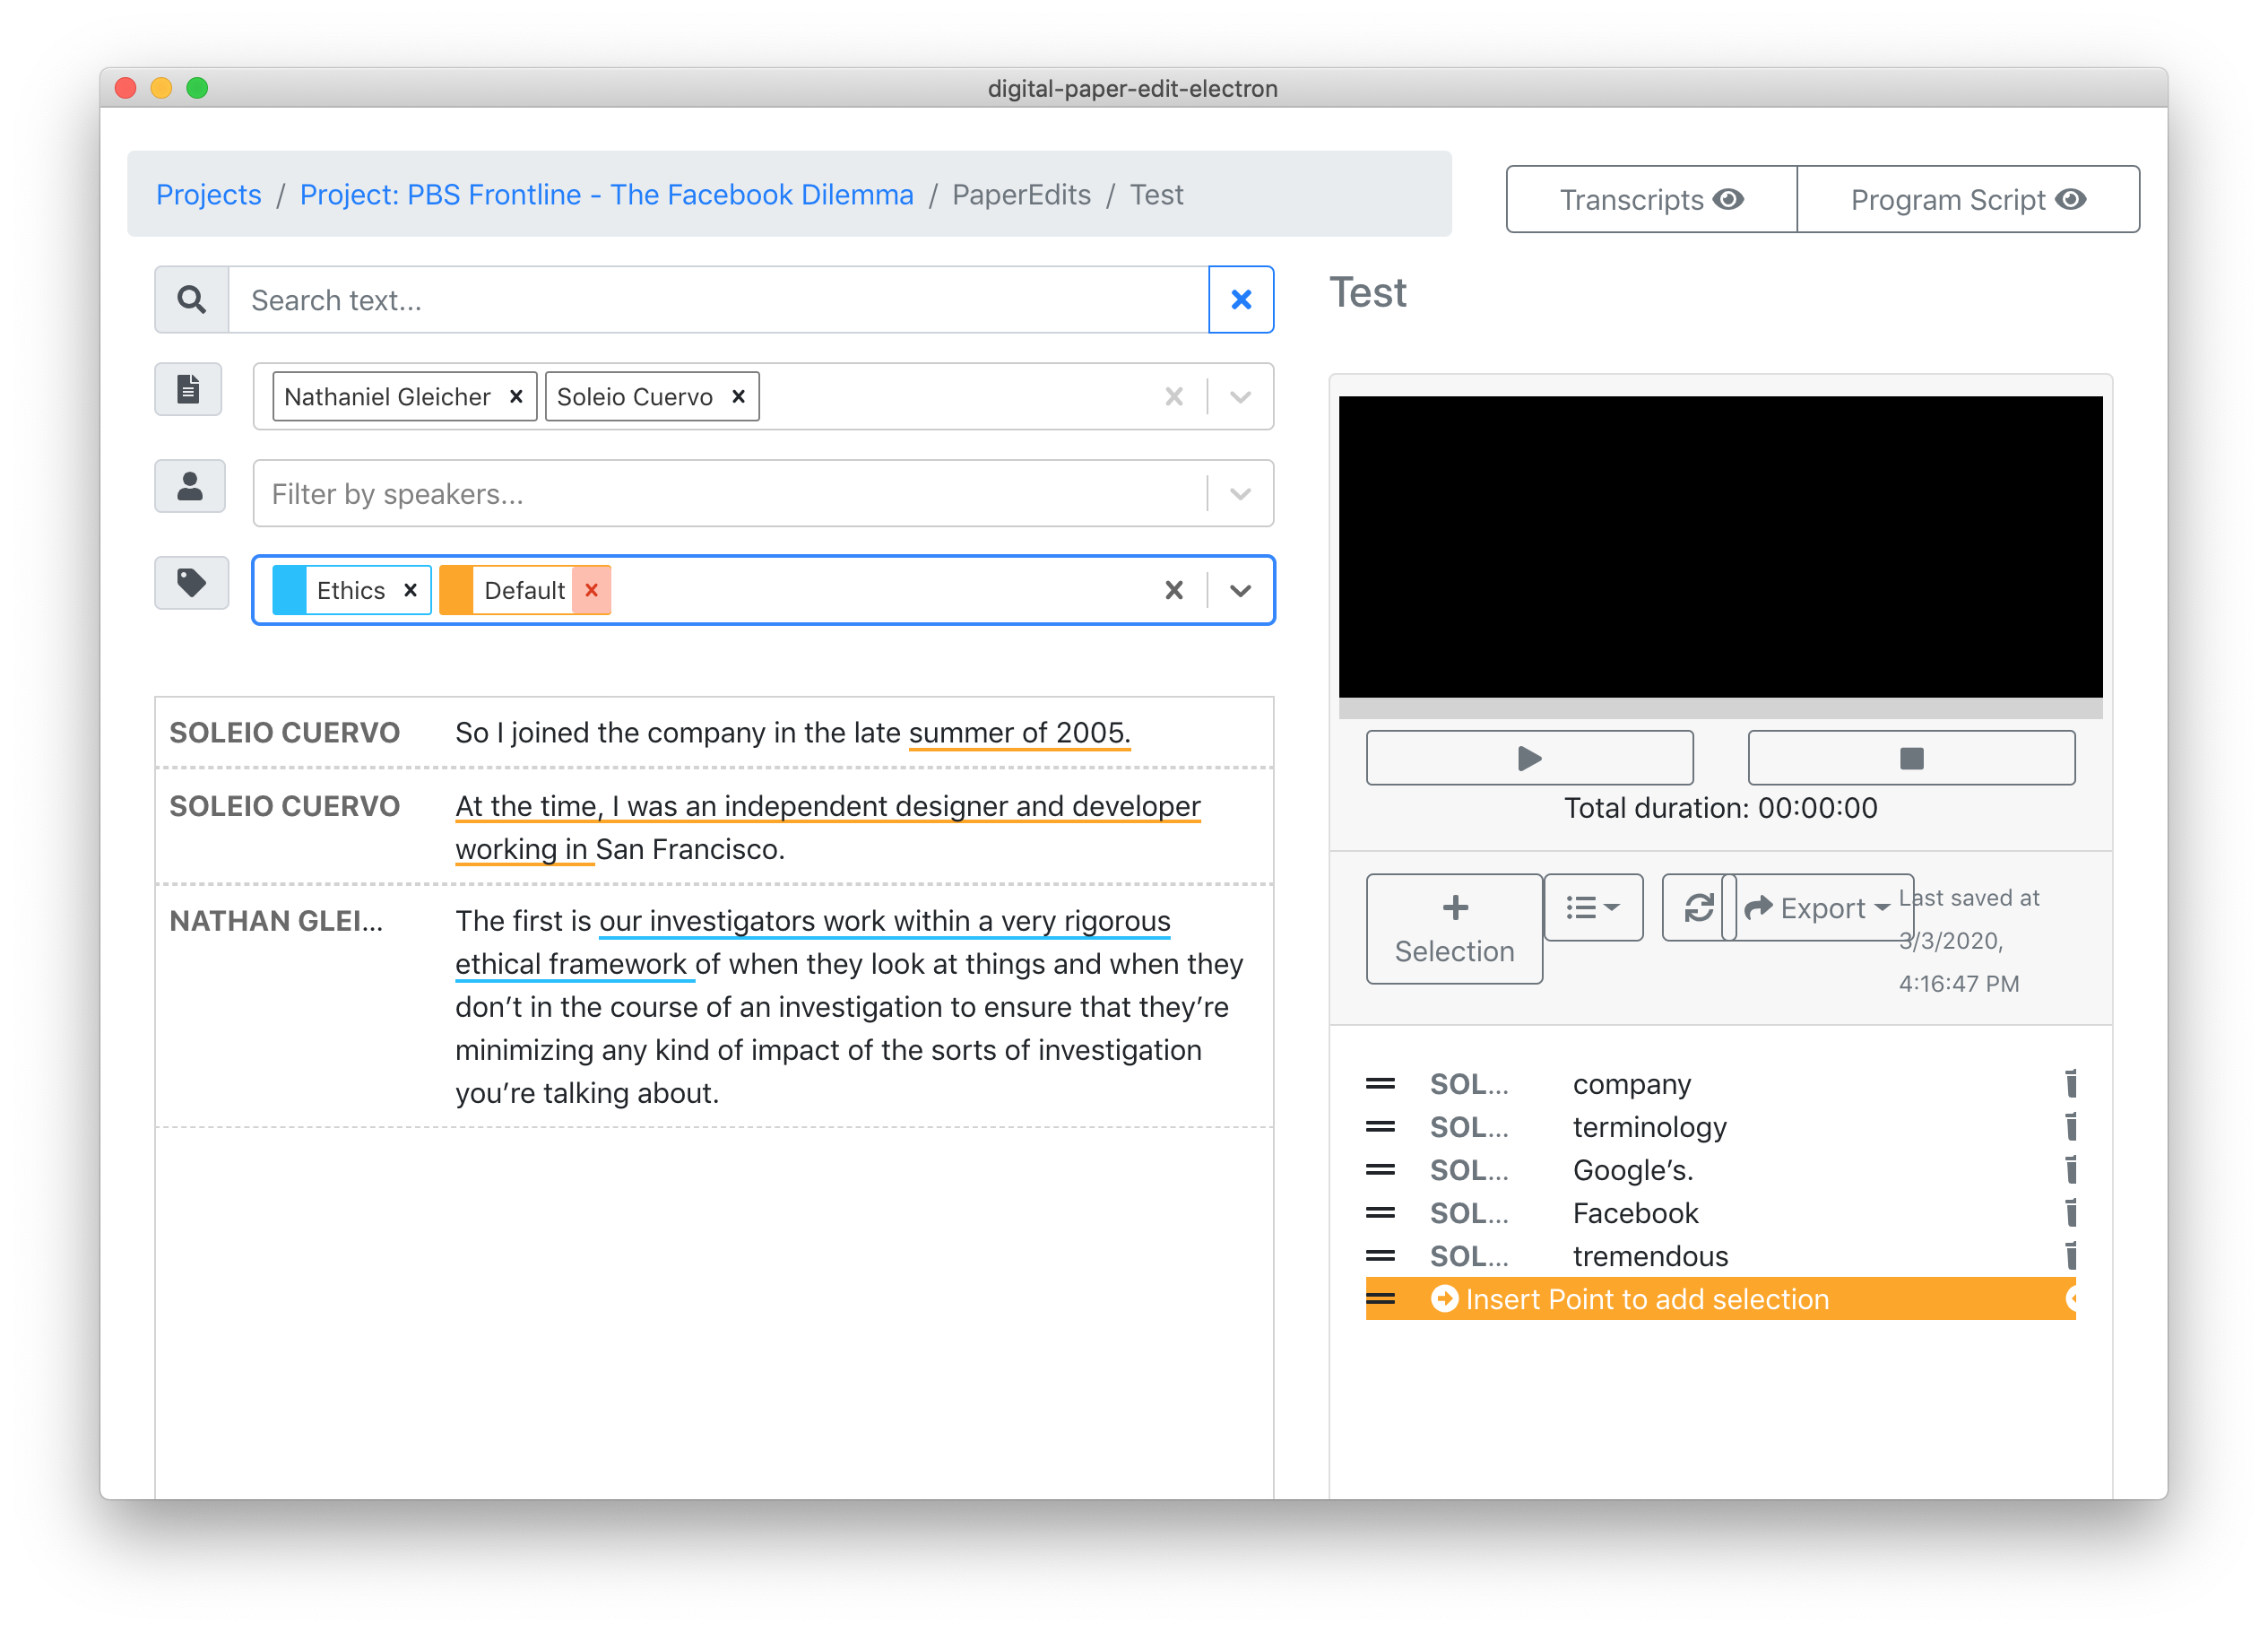 digital-paper-edit-electron
Projects / Project: PBS Frontline - The Facebook Dilemma / PaperEdits / Test
Transcripts
Program Script
Search text...
Nathaniel Gleicher × Soleio Cuervo ×
Filter by speakers...
Ethics × Default ×
SOLEIO CUERVO So I joined the company in the late summer of 2005.
SOLEIO CUERVO At the time, I was an independent designer and developer
working in San Francisco.
NATHAN GLEI... The first is our investigators work within a very rigorous
ethical framework of when they look at things and when they
don’t in the course of an investigation to ensure that they’re
minimizing any kind of impact of the sorts of investigation
you’re talking about.
Test
Total duration: 00:00:00
+
Selection
Export
Last saved at
3/3/2020,
4:16:47 PM
SOL... company
SOL... terminology
SOL... Google’s.
SOL... Facebook
SOL... tremendous
Insert Point to add selection